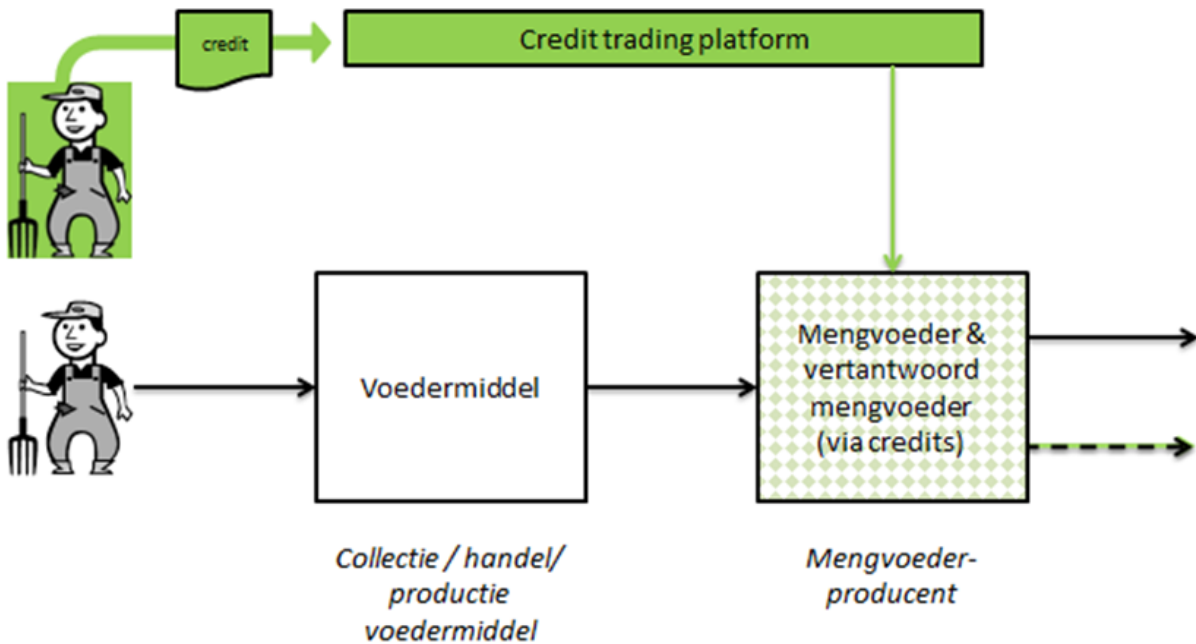 credit
Credit trading platform
Voedermiddel
Mengvoeder &
vertantwoord
mengvoeder
(via credits)
Collectie / handel/
productie
voedermiddel
Mengvoeder-
producent